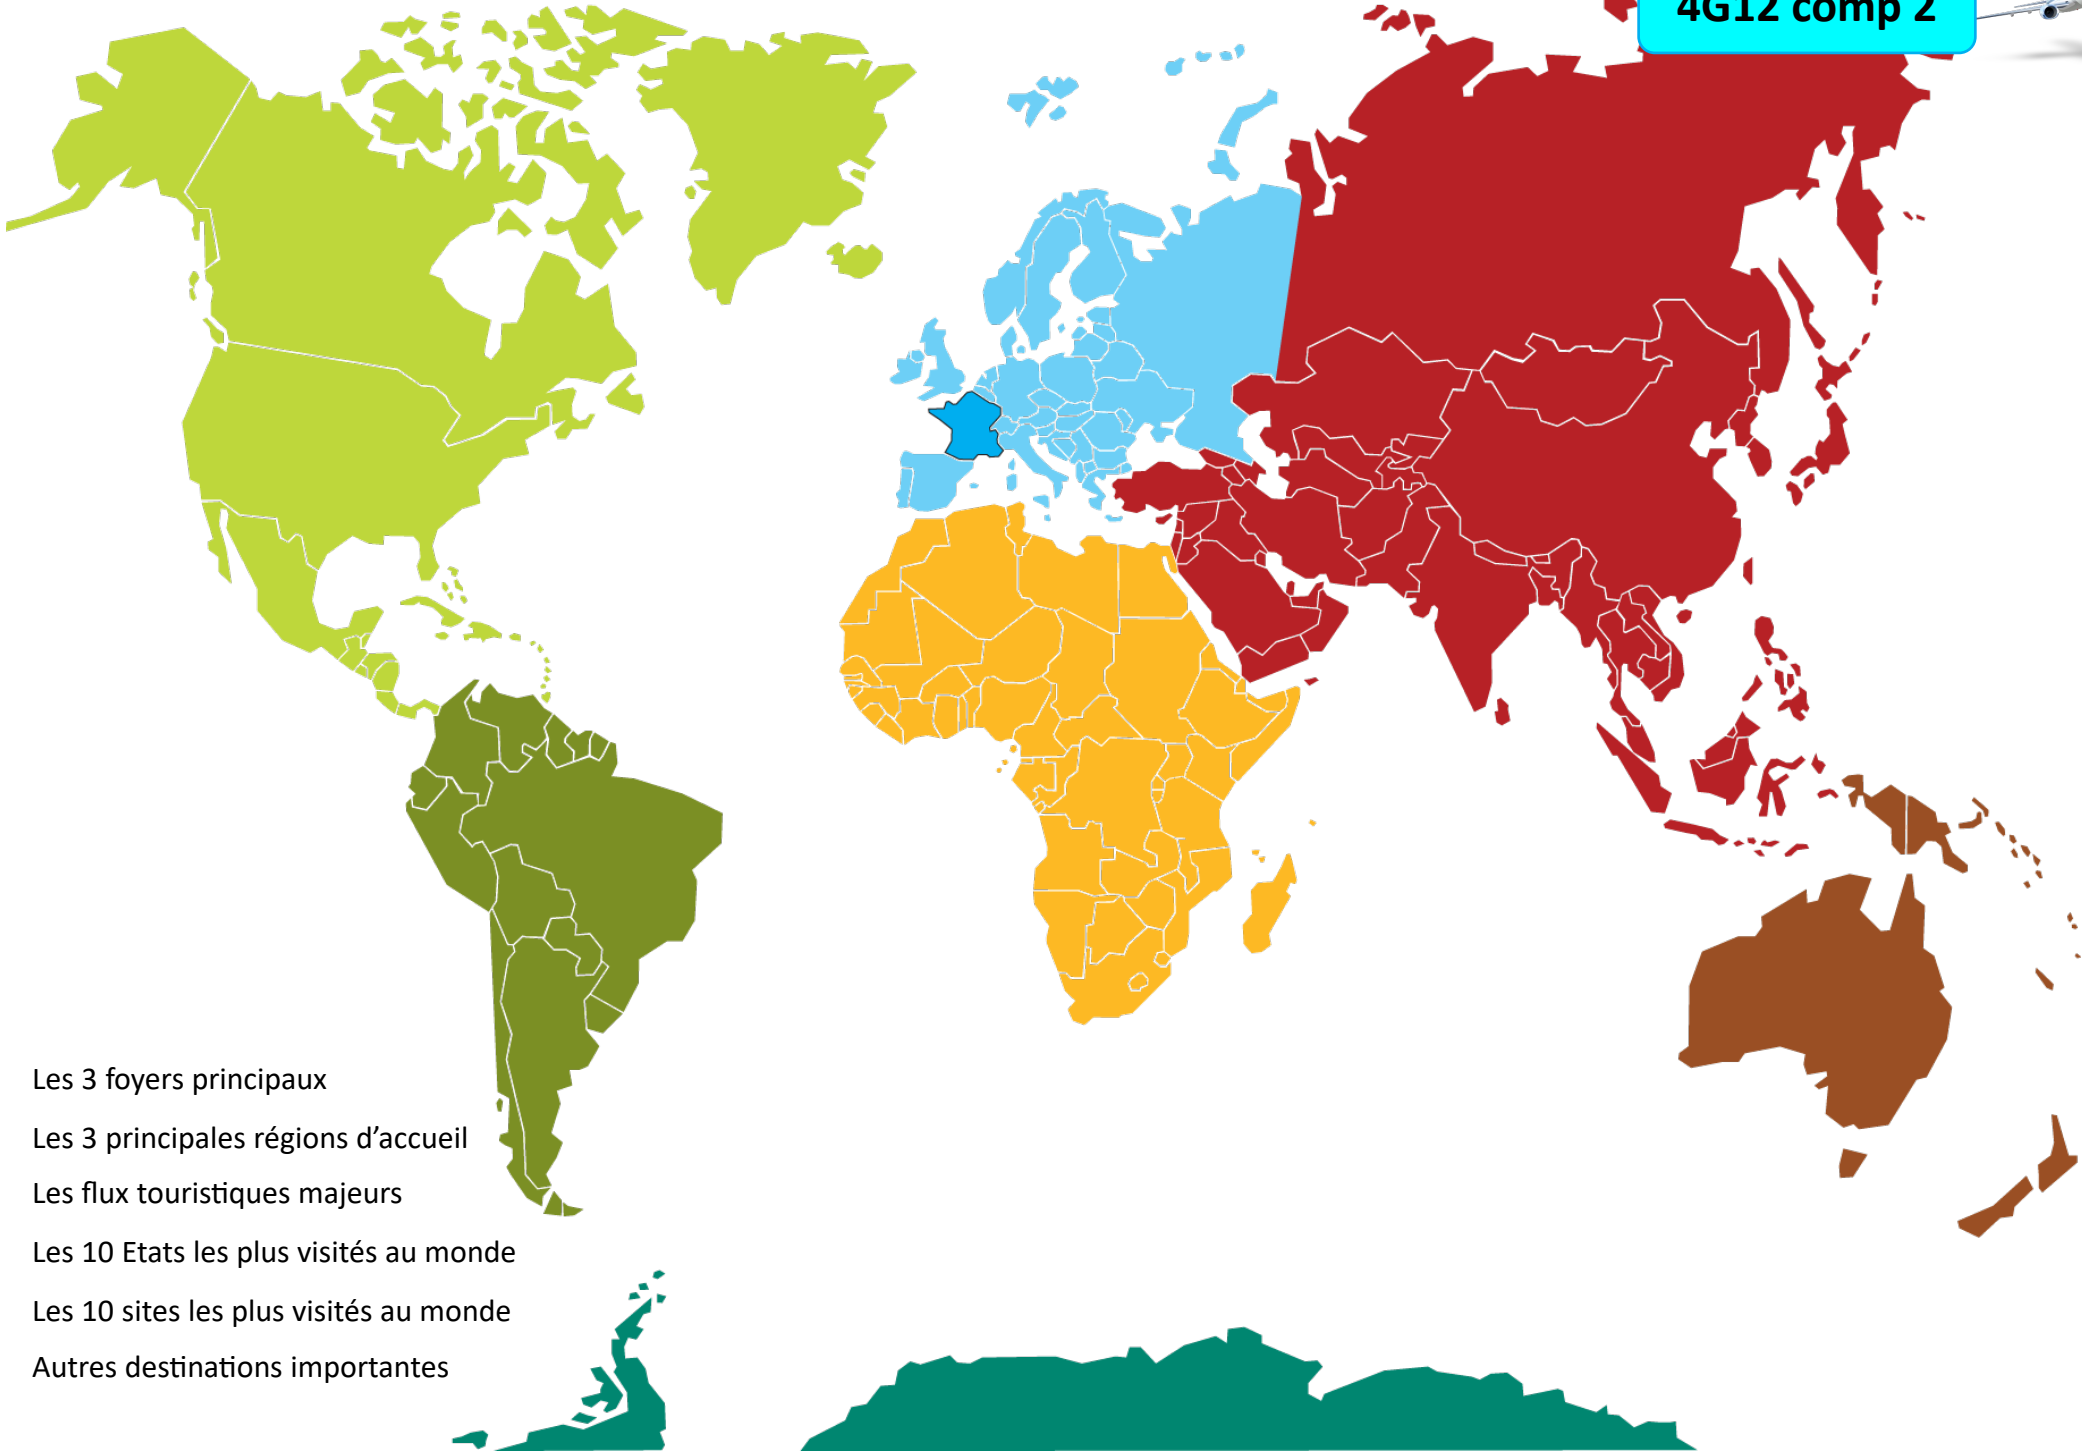 4G12 comp 2
Les 3 foyers principaux
Les 3 principales régions d’accueil
Les flux touristiques majeurs
Les 10 Etats les plus visités au monde
Les 10 sites les plus visités au monde
Autres destinations importantes